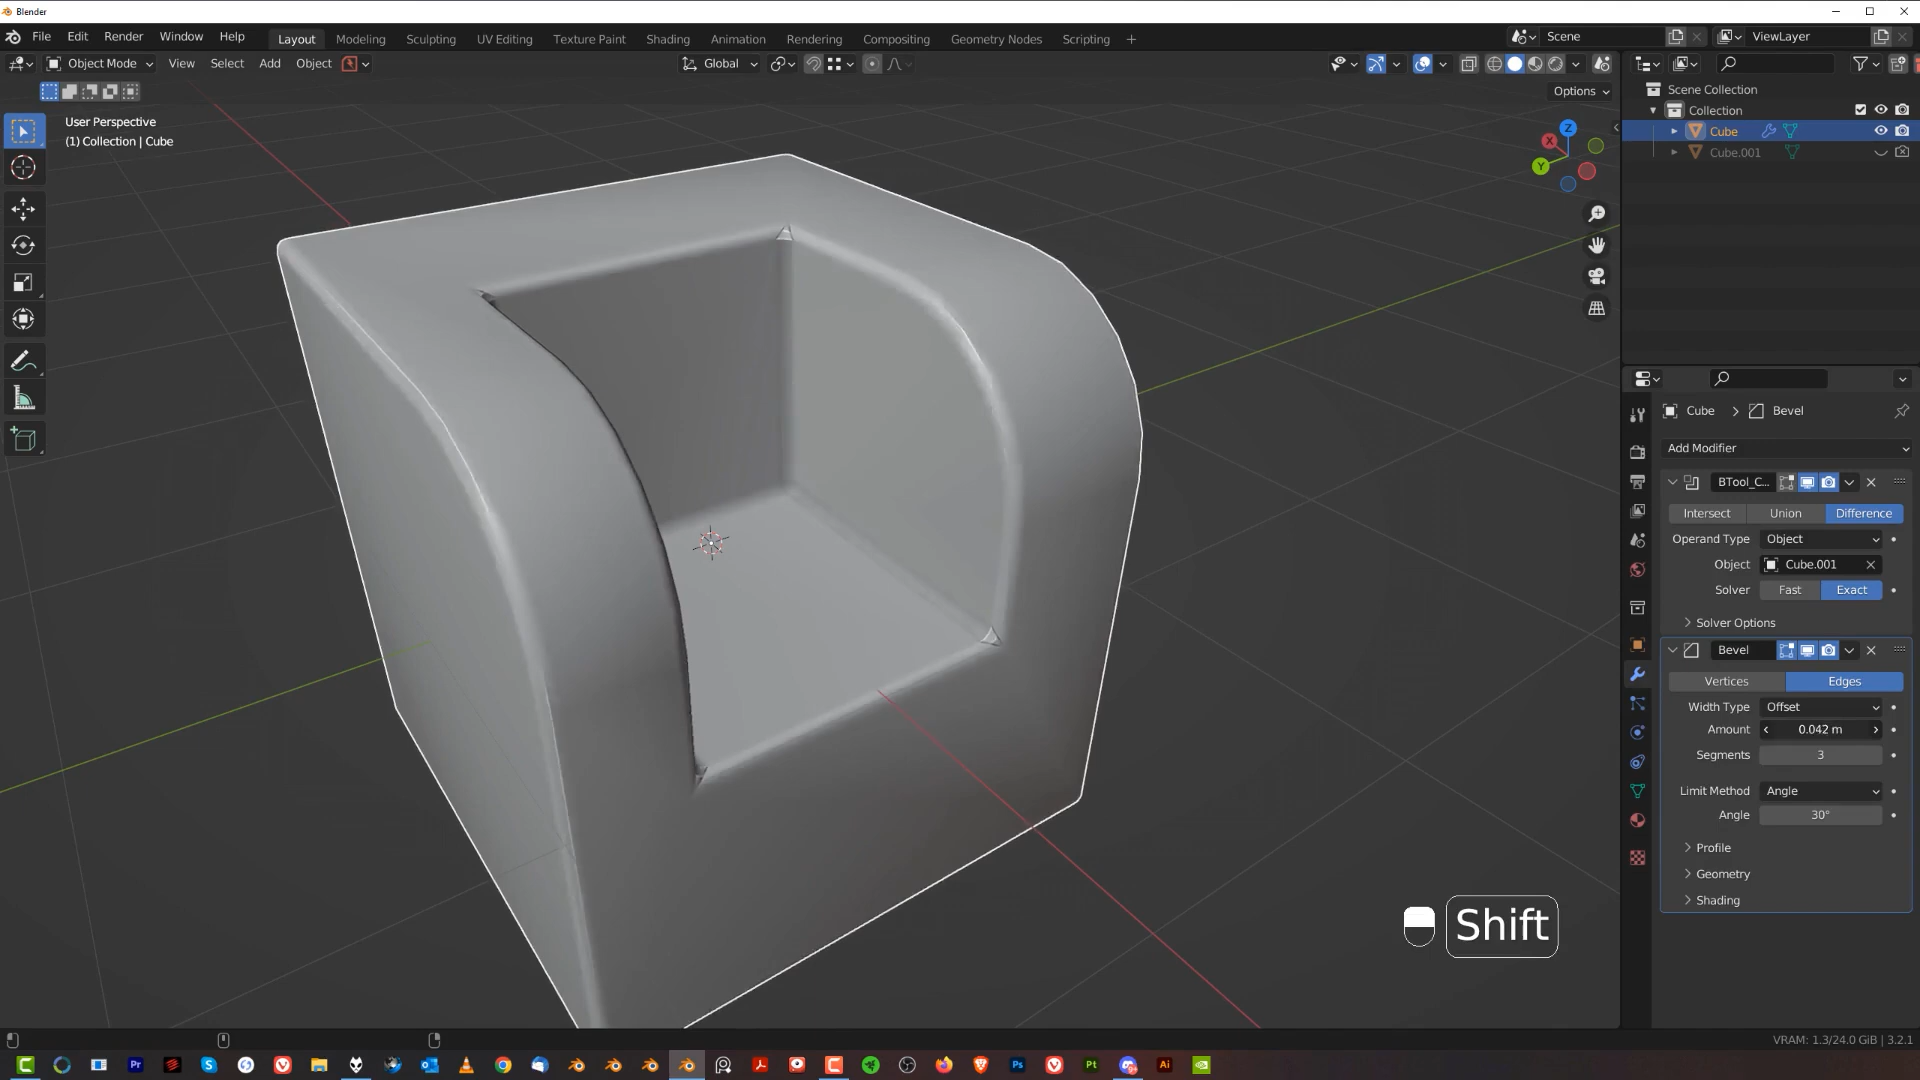 Blender
File Edit Render Window Help
Layout Modeling Sculpting UV Editing Texture Paint Shading Animation Rendering Compositing Geometry Nodes Scripting +
Scene
ViewLayer
Object Mode
View Select Add Object
Global
Options
User Perspective
(1) Collection | Cube
Z
X
Y
Scene Collection
Collection
Cube
Cube.001
Cube > Bevel
Add Modifier
BTool_C...
Intersect Union Difference
Operand Type Object
Object Cube.001
Solver Fast Exact
Solver Options
Bevel
Vertices Edges
Width Type Offset
Amount 0.042 m
Segments 3
Limit Method Angle
Angle 30°
Profile
Geometry
Shading
Shift
VRAM: 1.3/24.0 GiB | 3.2.1
Pr
S
Ps
Pt
Ai